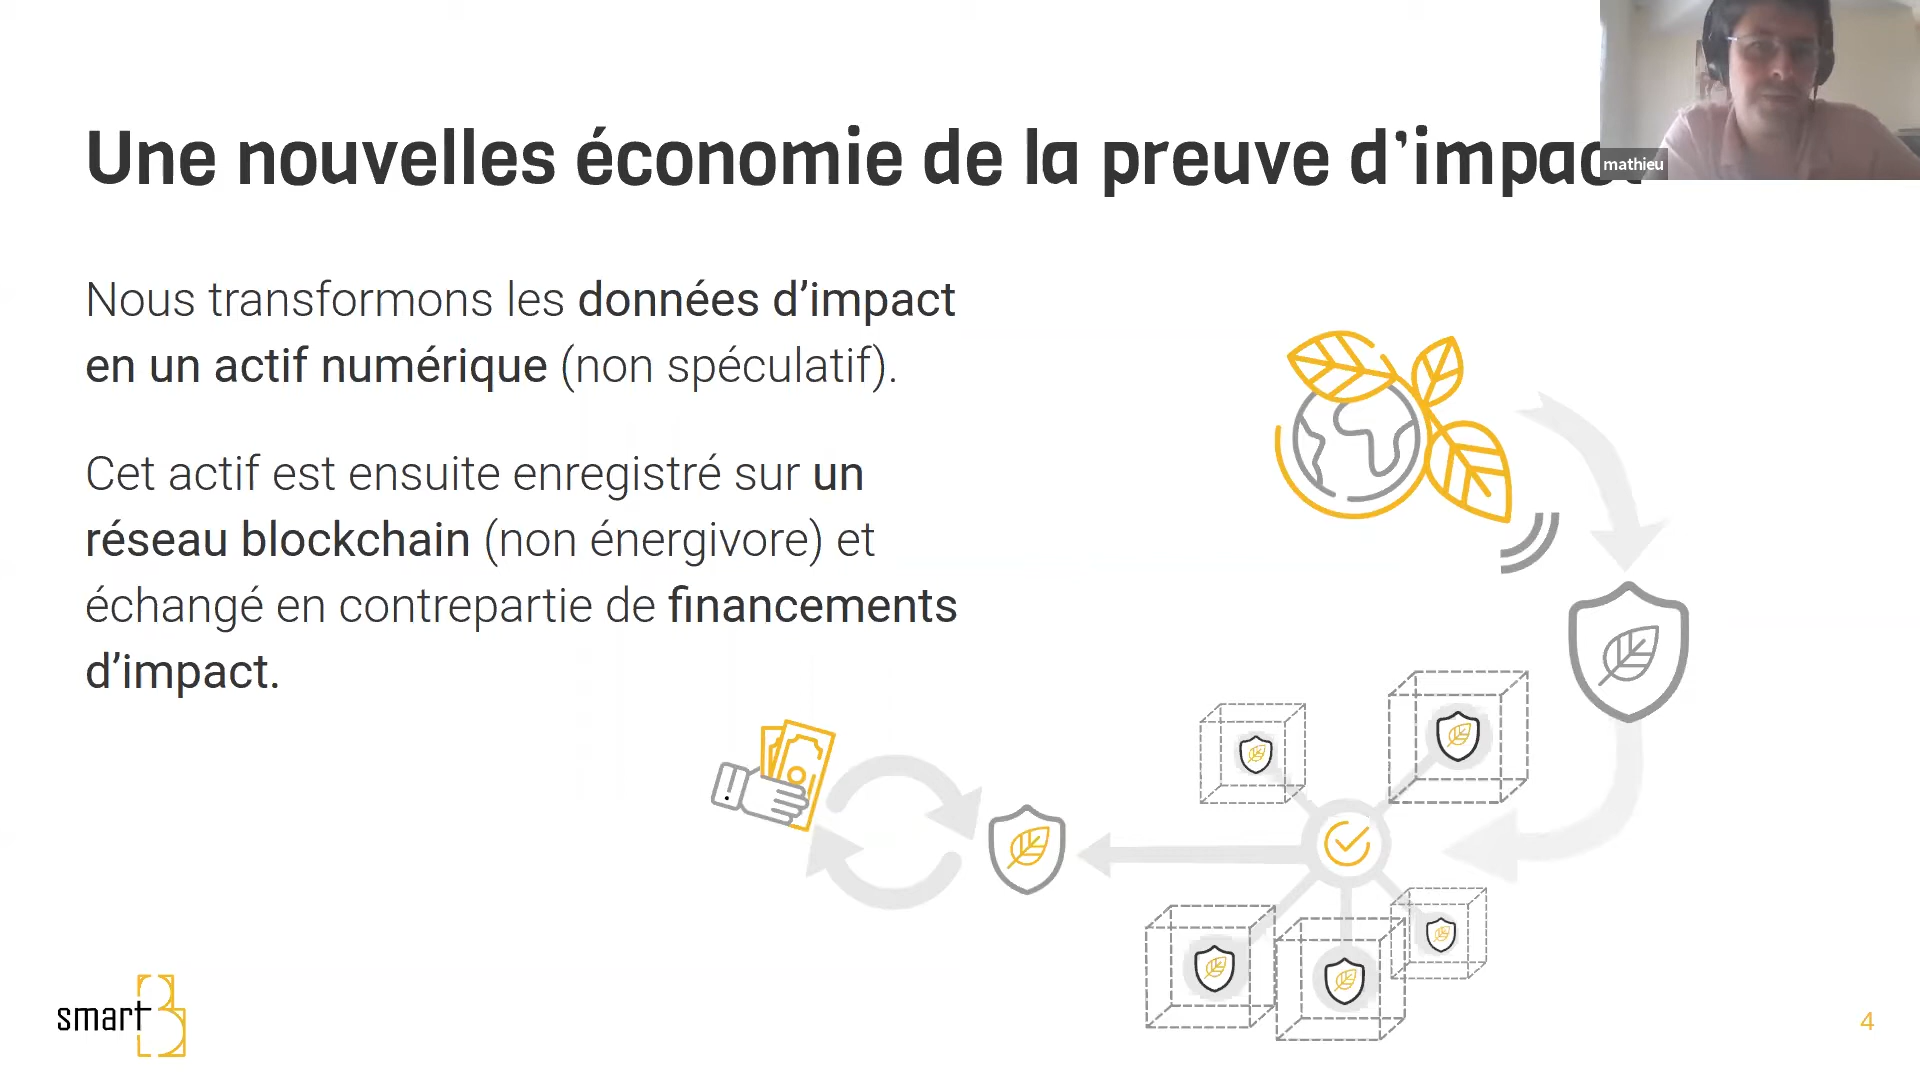 Une nouvelles économie de la preuve d’impact
mathieu
Nous transformons les données d’impact
en un actif numérique (non spéculatif).
Cet actif est ensuite enregistré sur un
réseau blockchain (non énergivore) et
échangé en contrepartie de financements
d’impact.
smart B
4